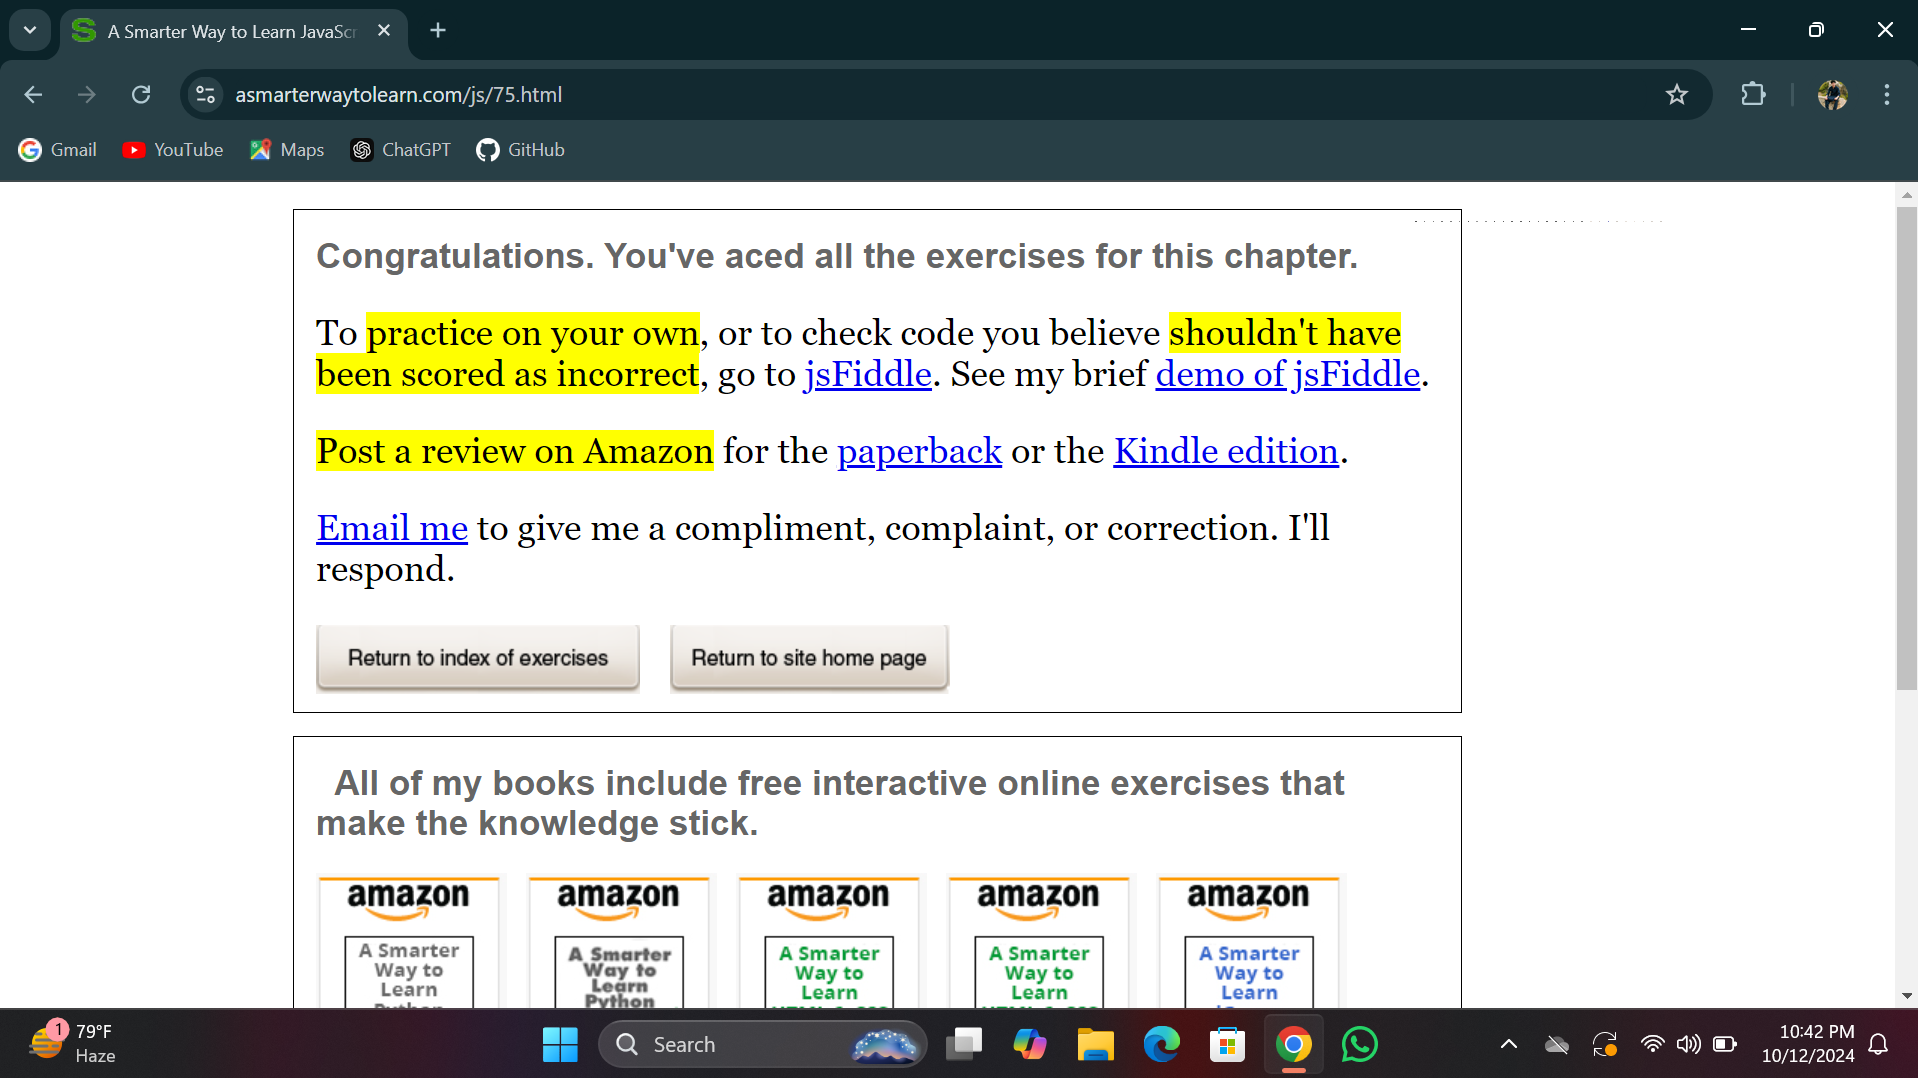 A Smarter Way to Learn JavaScr
asmarterwaytolearn.com/js/75.html
Gmail
YouTube
Maps
ChatGPT
GitHub
Congratulations. You've aced all the exercises for this chapter.
To practice on your own, or to check code you believe shouldn't have
been scored as incorrect, go to jsFiddle. See my brief demo of jsFiddle.
Post a review on Amazon for the paperback or the Kindle edition.
Email me to give me a compliment, complaint, or correction. I'll
respond.
Return to index of exercises
Return to site home page
All of my books include free interactive online exercises that
make the knowledge stick.
amazon
A Smarter
Way to
Learn
Python
amazon
A Smarter
Way to
Learn
Python
amazon
A Smarter
Way to
Learn
amazon
A Smarter
Way to
Learn
amazon
A Smarter
Way to
Learn
1
79°F
Haze
Search
10:42 PM
10/12/2024